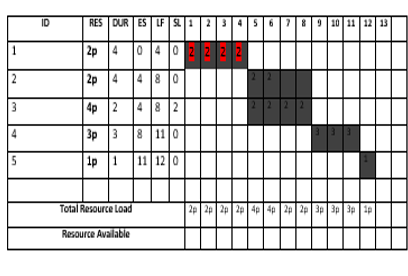 ID RES DUR ES LF SL 1 2 3 4 5 6 7 8 9 10 11 12 13
1 2p 4 0 4 0 2 2 2 2
2 2p 4 4 8 0 2 2
3 4p 2 4 8 2 2 2 2 2
4 3p 3 8 11 0 3 3 3
5 1p 1 11 12 0 1
Total Resource Load 2p 2p 2p 2p 4p 4p 2p 2p 3p 3p 3p 1p
Resource Available